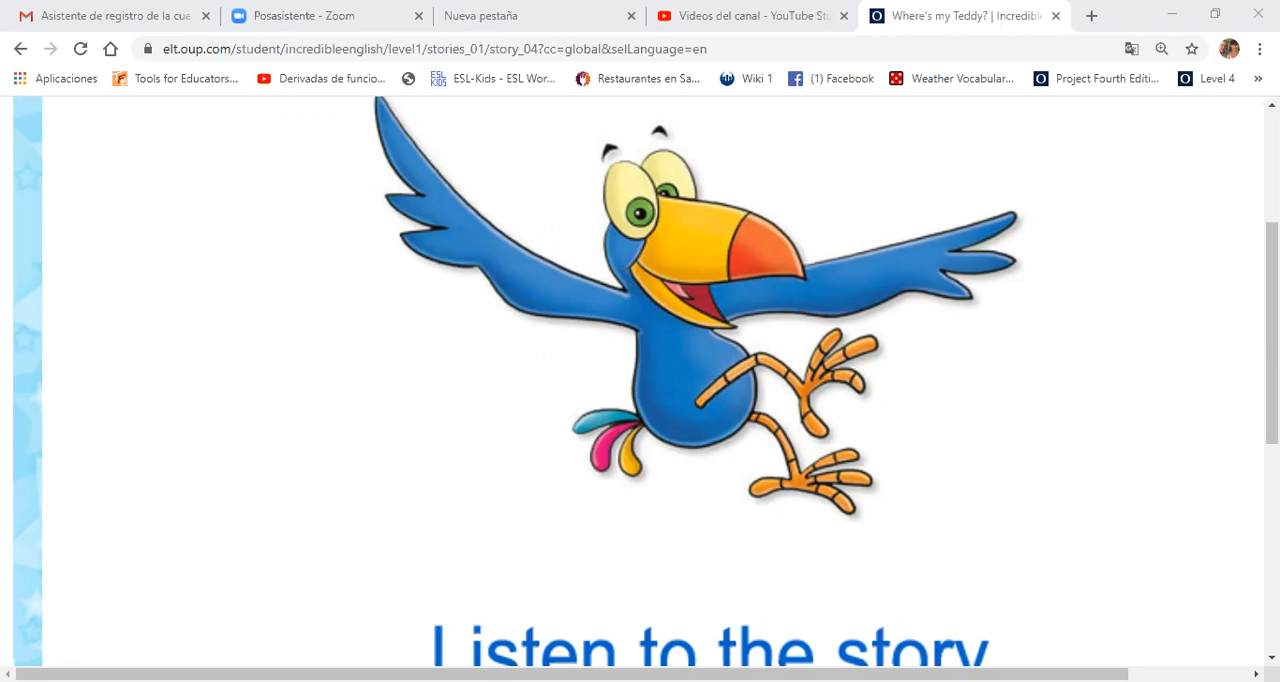 Asistente de registro de la cue
Posasistente - Zoom
Nueva pestaña
Videos del canal - YouTube Stu
Where's my Teddy? | Incredibl
elt.oup.com/student/incredibleenglish/level1/stories_01/story_04?cc=global&selLanguage=en
Aplicaciones
Tools for Educators...
Derivadas de funcio...
ESL-Kids - ESL Wor...
Restaurantes en Sa...
Wiki 1
(1) Facebook
Weather Vocabular...
Project Fourth Editi...
Level 4
»
Listen to the story